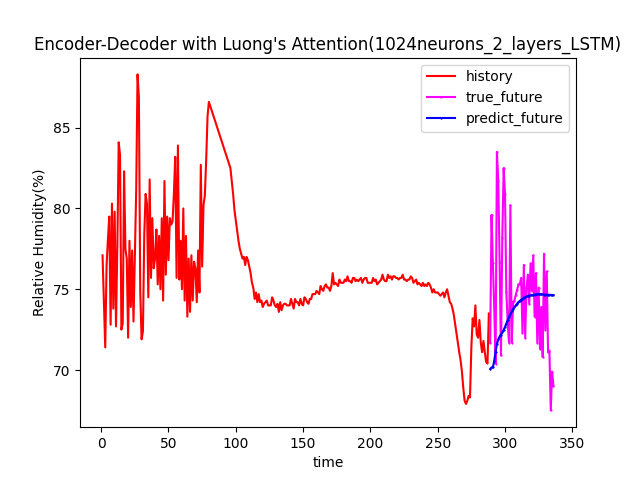 Encoder-Decoder with Luong's Attention(1024neurons_2_layers_LSTM)
history
true_future
predict_future
Relative Humidity(%)
85
80
75
70
0 50 100 150 200 250 300 350
time